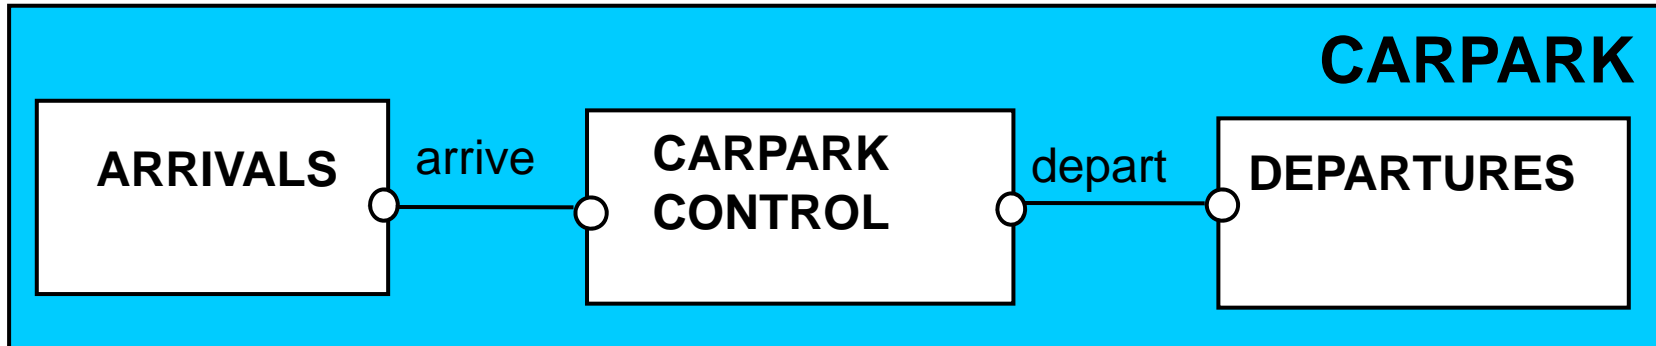 CARPARK
ARRIVALS
arrive
CARPARK
CONTROL
depart
DEPARTURES